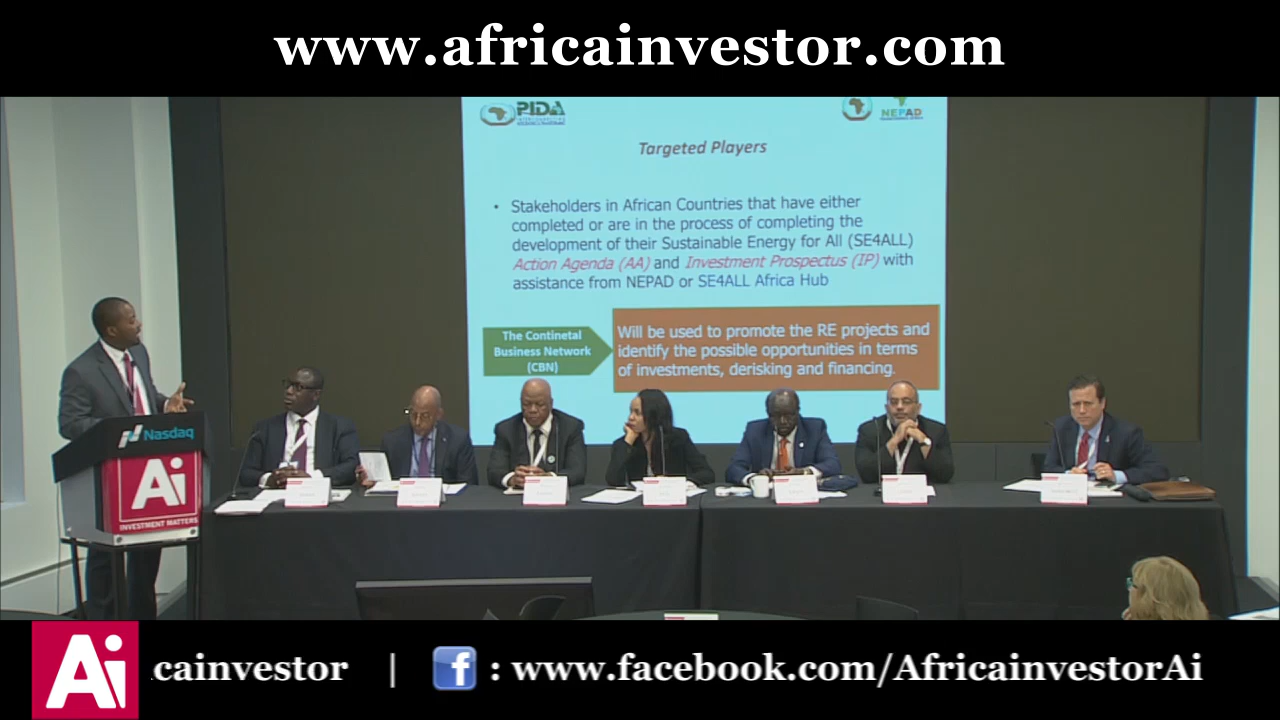 www.africainvestor.com
PIDA
NEPAD
Targeted Players
• Stakeholders in African Countries that have either
completed or are in the process of completing the
development of their Sustainable Energy for All (SE4ALL)
Action Agenda (AA) and Investment Prospectus (IP) with
assistance from NEPAD or SE4ALL Africa Hub
The Continetal
Business Network
(CBN)
Will be used to promote the RE projects and
identify the possible opportunities in terms
of investments, derisking and financing.
Nasdaq
Ai
INVESTMENT MATTERS
Ai
cainvestor | f : www.facebook.com/AfricainvestorAi